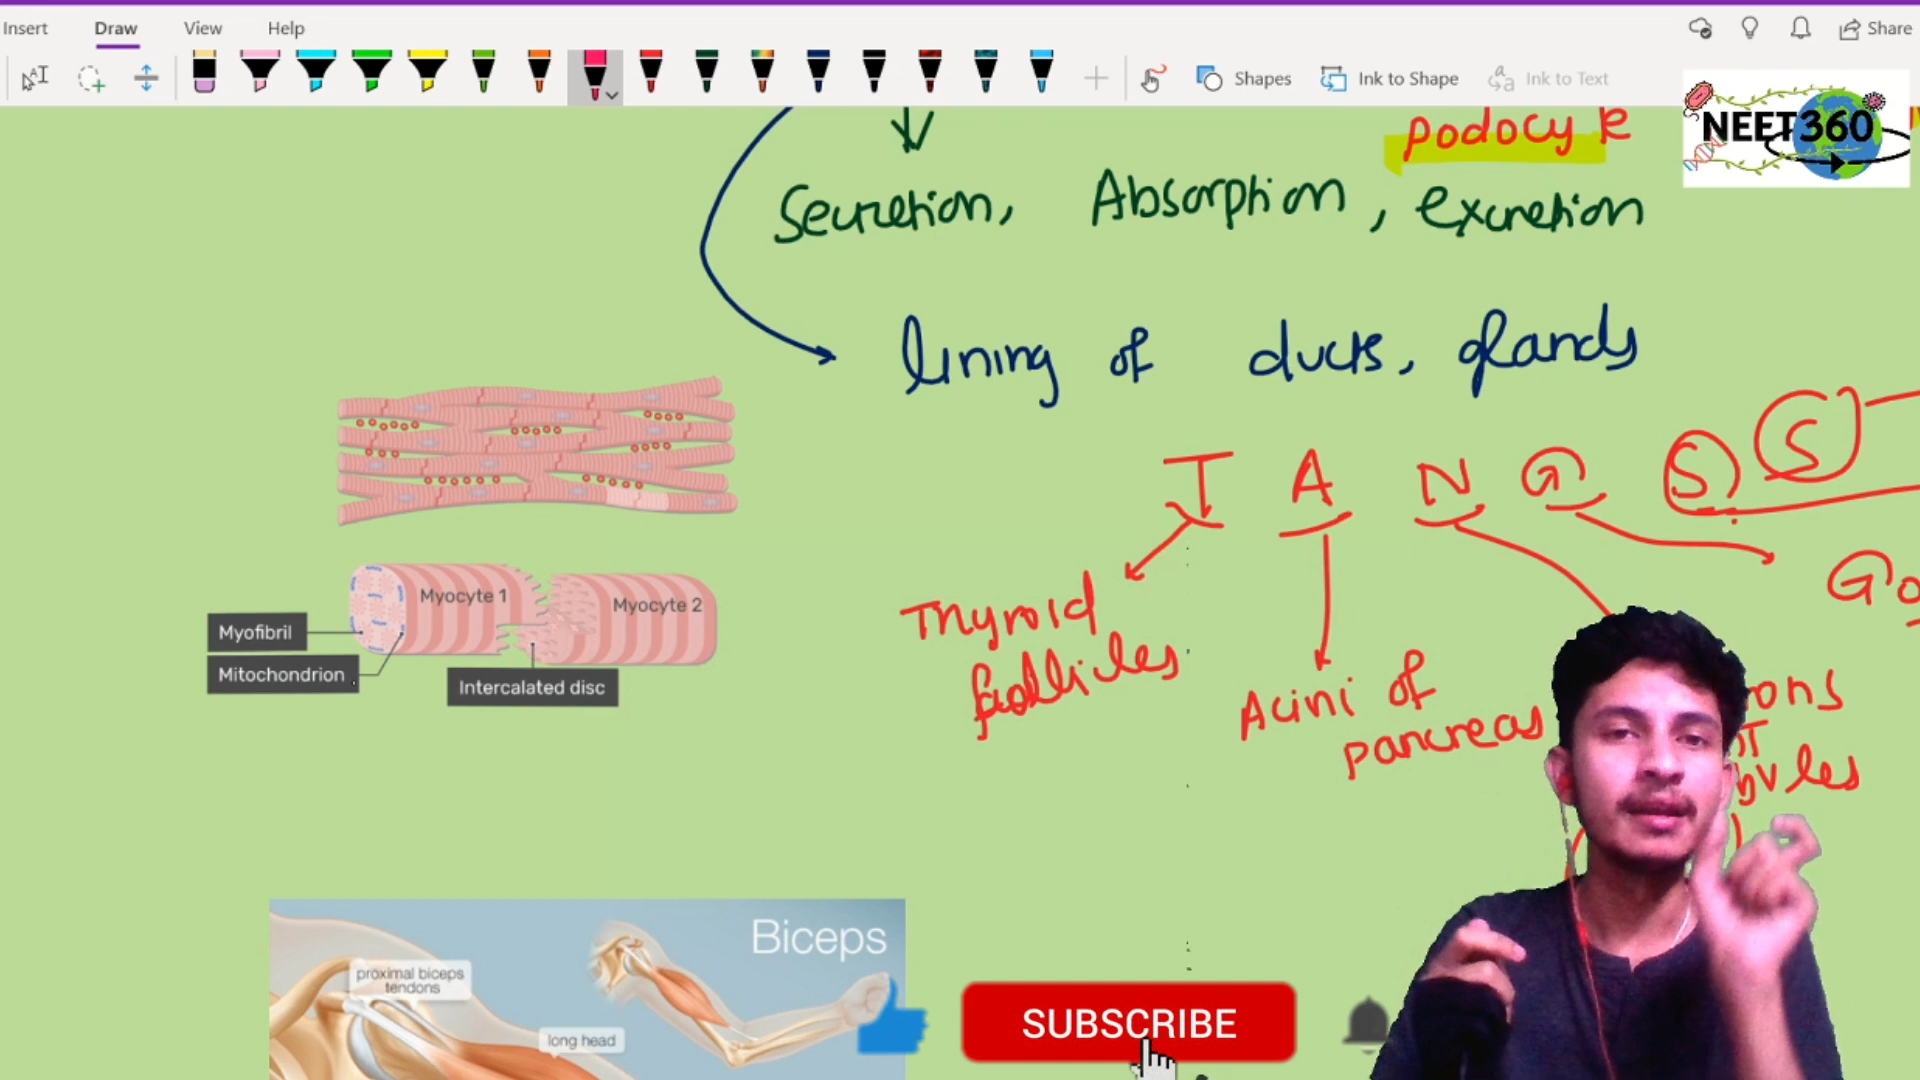 Insert Draw View Help Share
Shapes Ink to Shape Ink to Text
NEET360
podocyte
Secretion, Absorption, excretion
lining of ducts, glands
T A N G S S
Thyroid
follicles
Acini of
pancreas
Go
Myocyte 1
Myocyte 2
Myofibril
Mitochondrion
Intercalated disc
Biceps
proximal biceps
tendons
long head
SUBSCRIBE